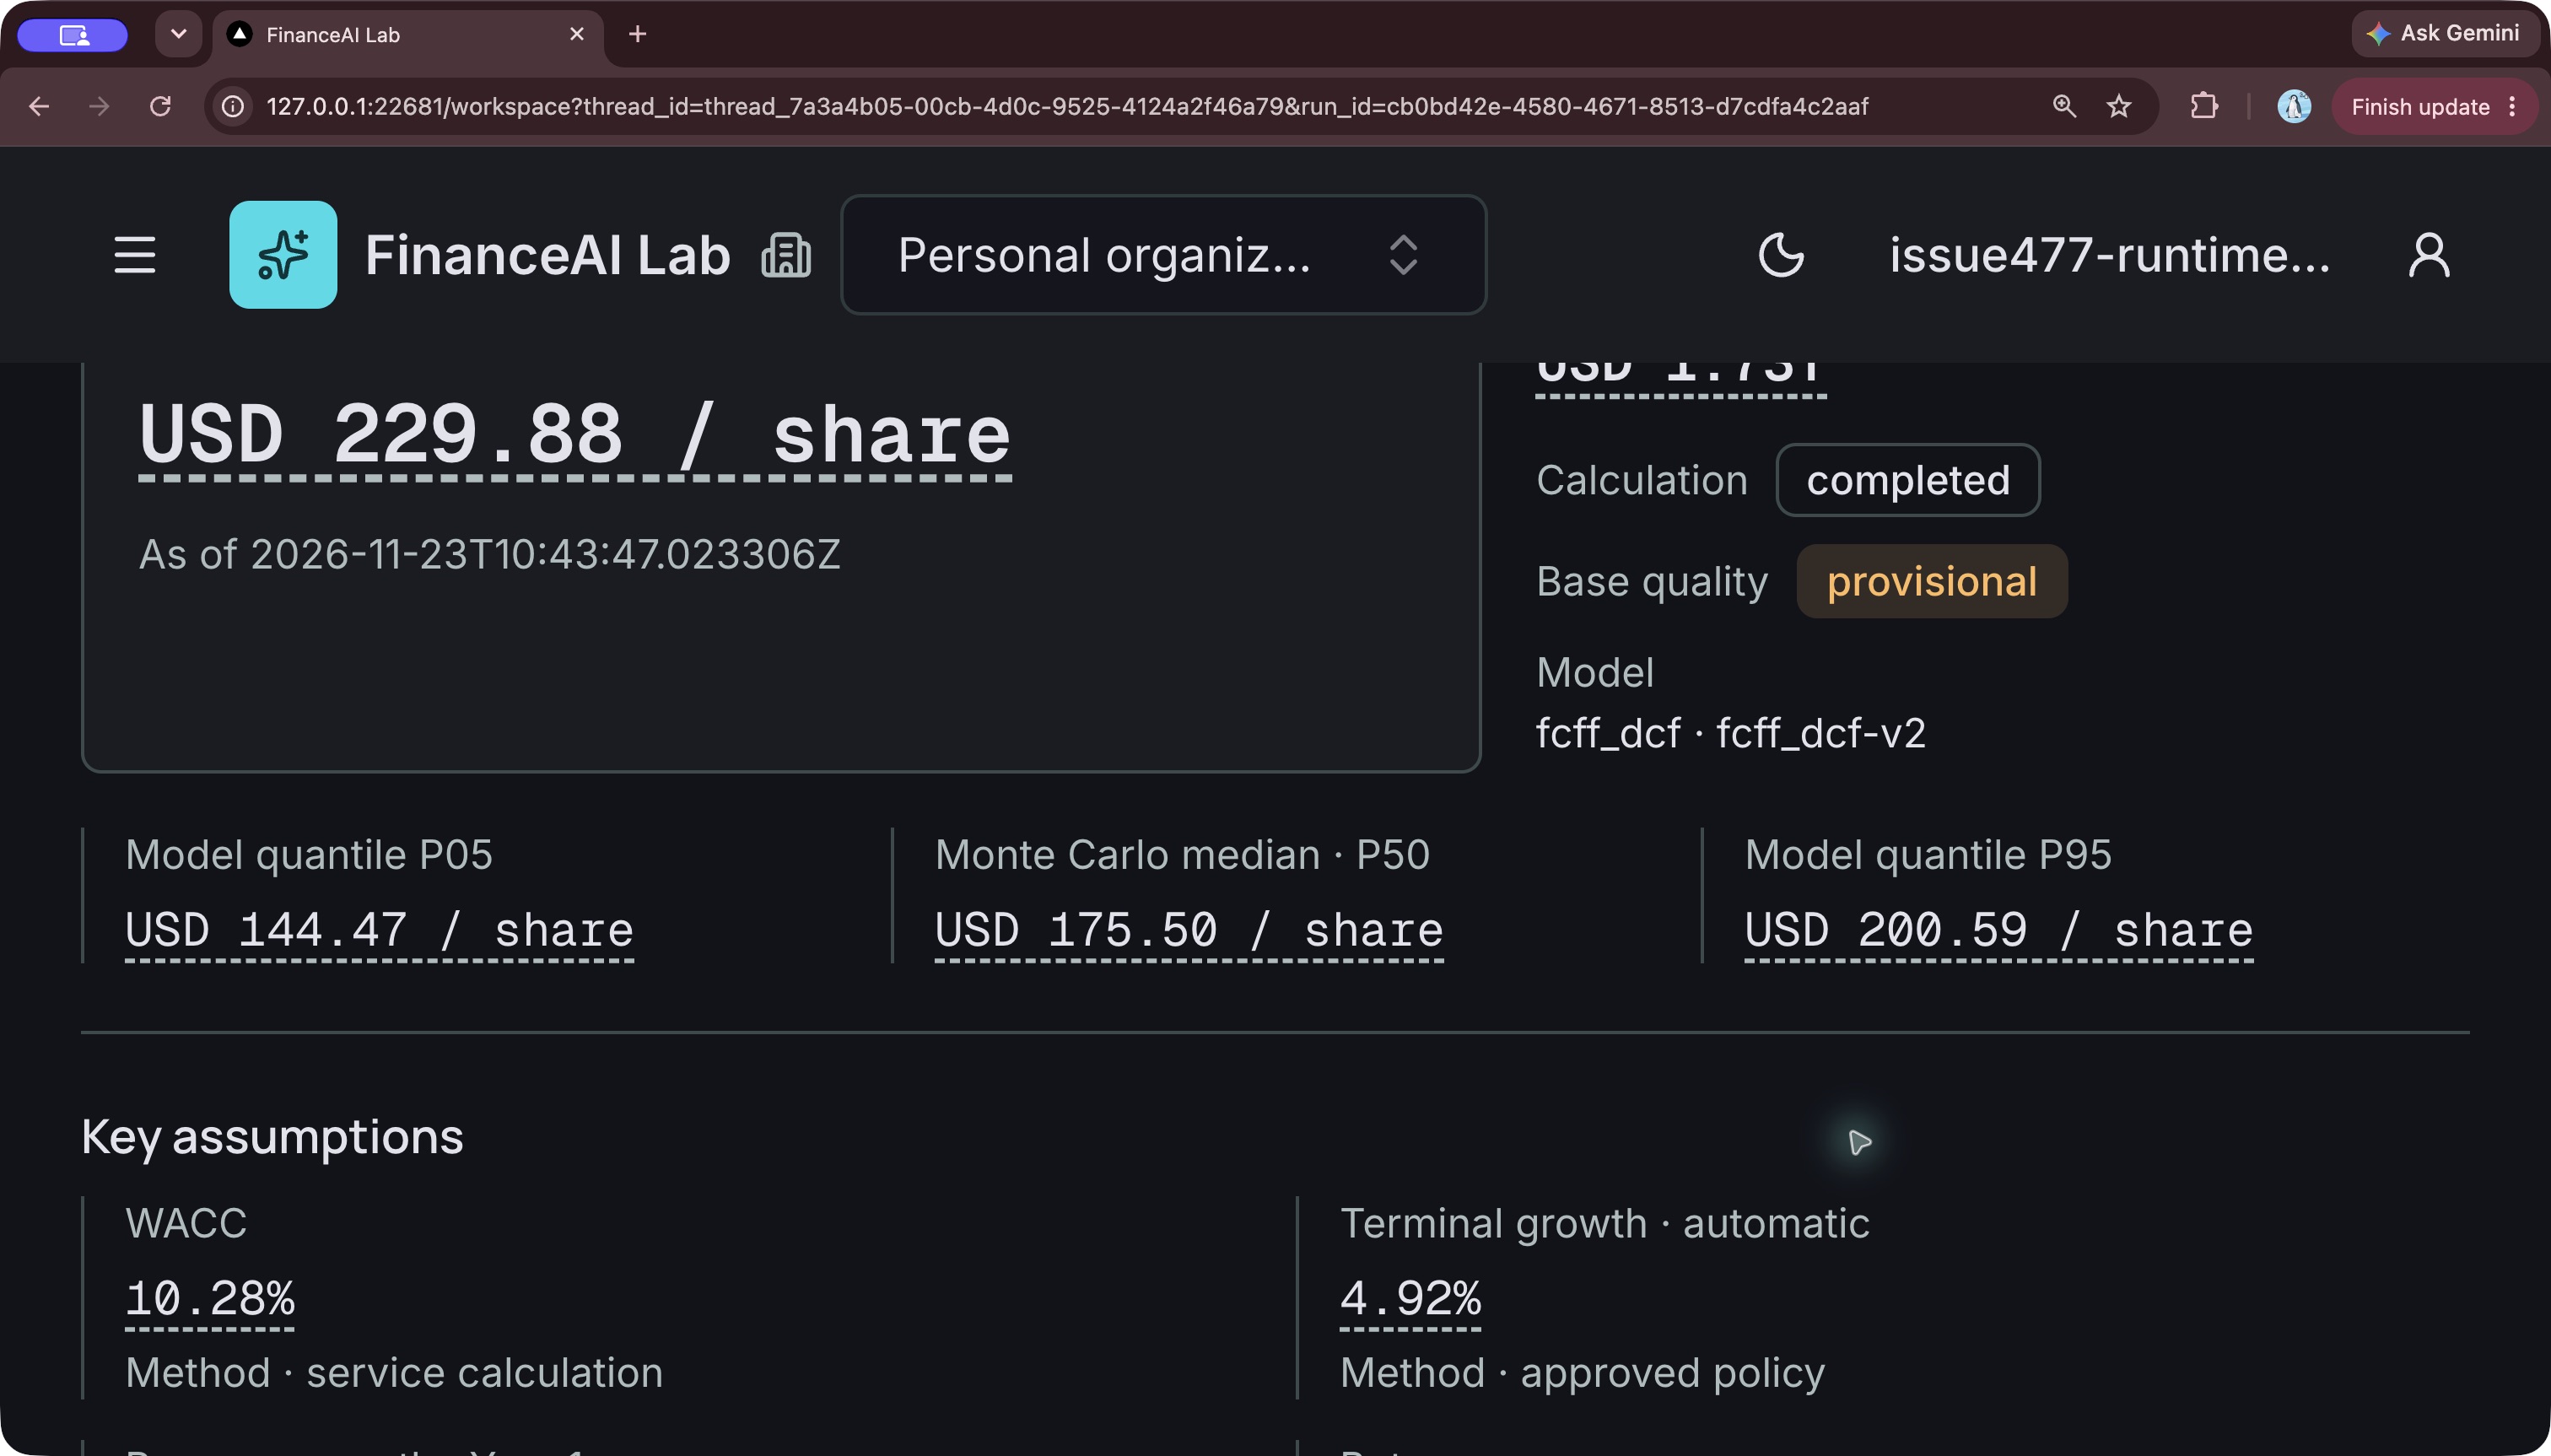 FinanceAI Lab
Ask Gemini
127.0.0.1:22681/workspace?thread_id=thread_7a3a4b05-00cb-4d0c-9525-4124a2f46a79&run_id=cb0bd42e-4580-4671-8513-d7cdfa4c2aaf
Finish update
FinanceAI Lab
Personal organiz...
issue477-runtime...
USD 229.88 / share
As of 2026-11-23T10:43:47.023306Z
USD
Calculation completed
Base quality provisional
Model
fcff_dcf · fcff_dcf-v2
Model quantile P05
USD 144.47 / share
Monte Carlo median · P50
USD 175.50 / share
Model quantile P95
USD 200.59 / share
Key assumptions
WACC
10.28%
Method · service calculation
Terminal growth · automatic
4.92%
Method · approved policy